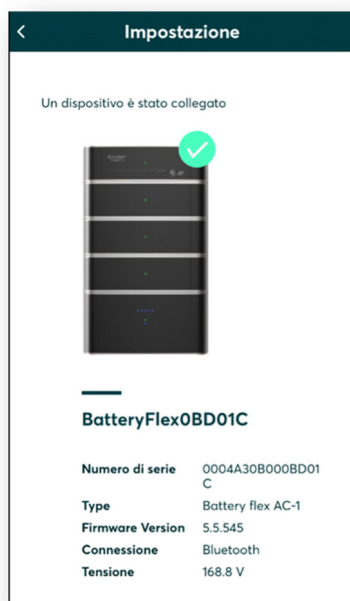 Impostazione
Un dispositivo è stato collegato
BatteryFlex0BD01C
Numero di serie 0004A30B000BD01
C
Type Battery flex AC-1
Firmware Version 5.5.545
Connessione Bluetooth
Tensione 168.8 V